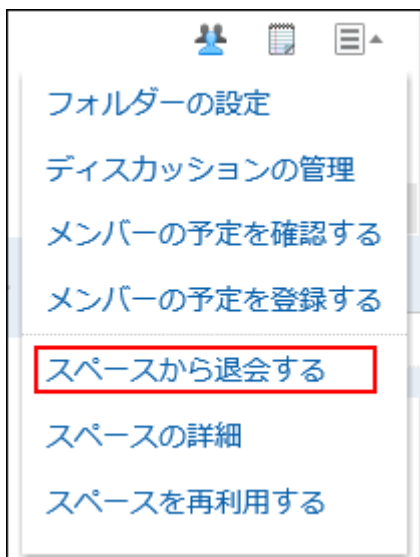 フォルダーの設定
ディスカッションの管理
メンバーの予定を確認する
メンバーの予定を登録する
スペースから退会する
スペースの詳細
スペースを再利用する